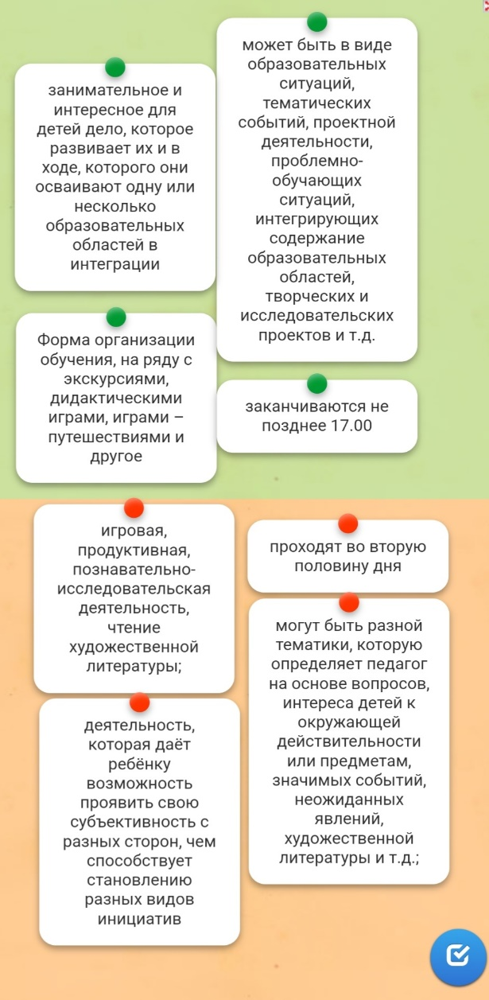 занимательное и
интересное для
детей дело, которое
развивает их и в
ходе, которого они
осваивают одну или
несколько
образовательных
областей в
интеграции
может быть в виде
образовательных
ситуаций,
тематических
событий, проектной
деятельности,
проблемно-
обучающих
ситуаций,
интегрирующих
содержание
образовательных
областей,
творческих и
исследовательских
проектов и т.д.
Форма организации
обучения, на ряду с
экскурсиями,
дидактическими
играми, играми –
путешествиями и
другое
заканчиваются не
позднее 17.00
игровая,
продуктивная,
познавательно-
исследовательская
деятельность,
чтение
художественной
литературы;
проходят во вторую
половину дня
деятельность,
которая даёт
ребёнку
возможность
проявить свою
субъективность с
разных сторон, чем
способствует
становлению
разных видов
инициатив
могут быть разной
тематики, которую
определяет педагог
на основе вопросов,
интереса детей к
окружающей
действительности
или предметам,
значимых событий,
неожиданных
явлений,
художественной
литературы и т.д.;